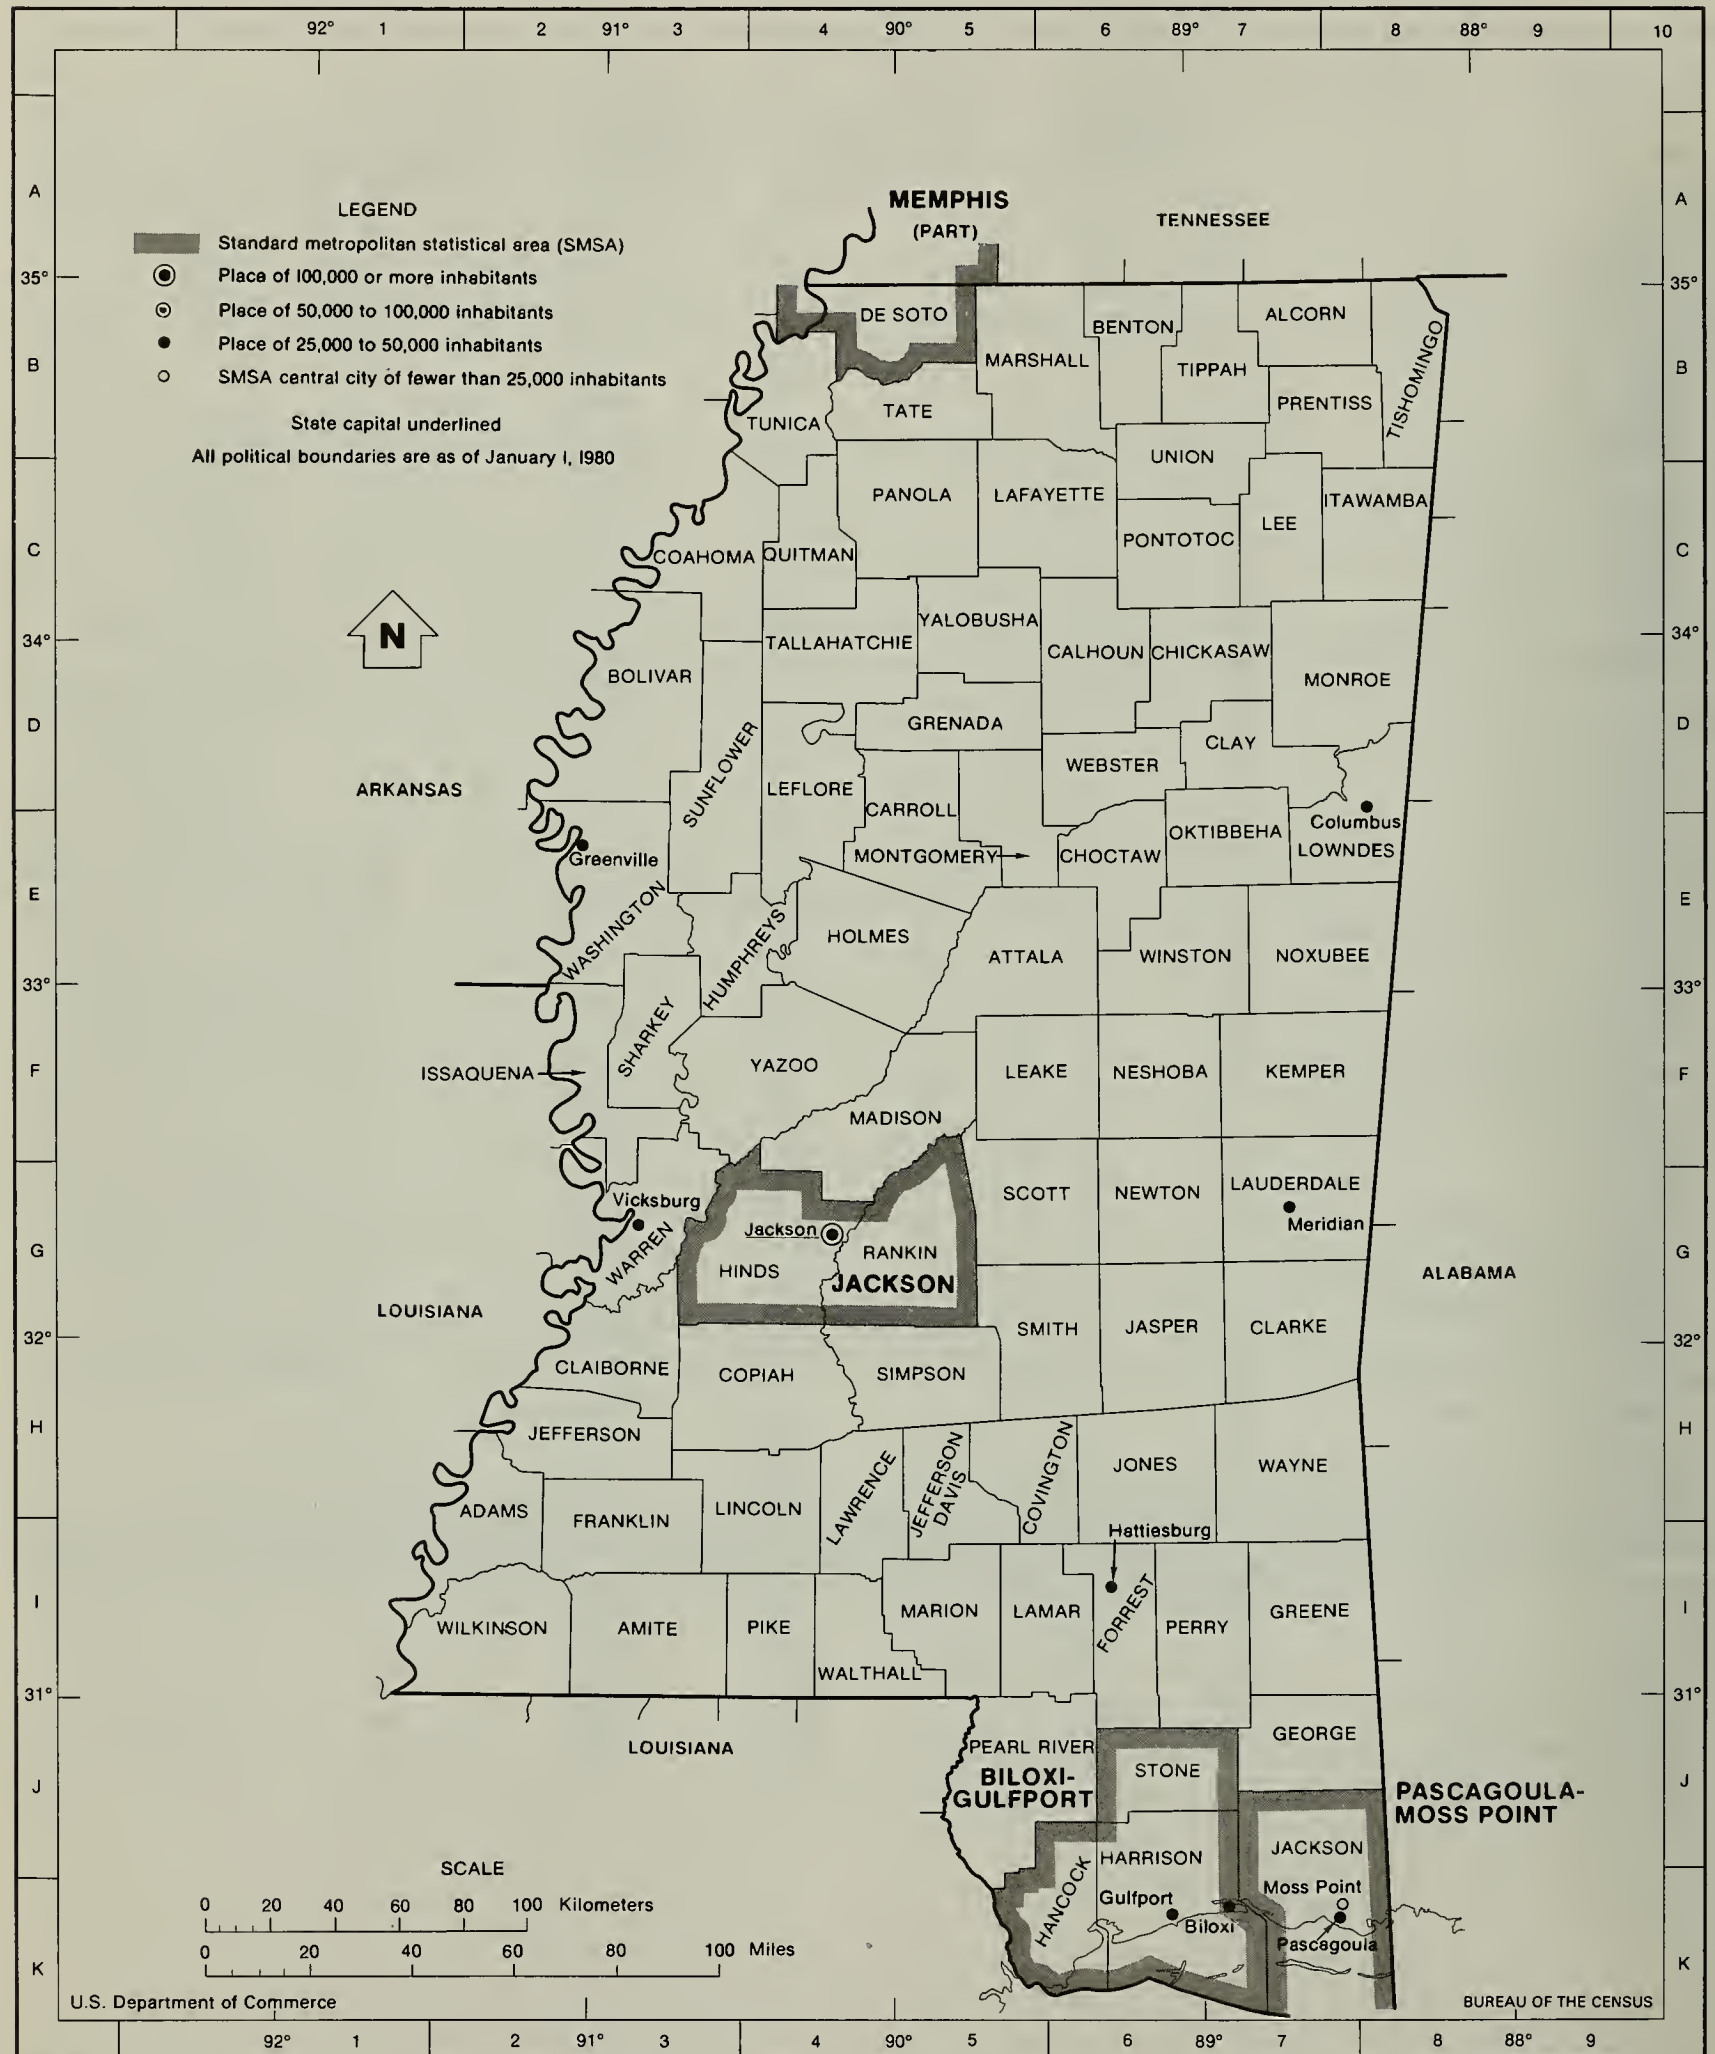 92° 1 2 91° 3 4 90° 5 6 89° 7 8 88° 9 10
A
B
C
D
E
F
G
H
I
J
K
35°
34°
33°
32°
31°
LEGEND
Standard metropolitan statistical area (SMSA)
Place of 100,000 or more inhabitants
Place of 50,000 to 100,000 inhabitants
Place of 25,000 to 50,000 inhabitants
SMSA central city of fewer than 25,000 inhabitants
State capital underlined
All political boundaries are as of January 1, 1980
N
MEMPHIS
(PART)
TENNESSEE
DE SOTO
BENTON
ALCORN
MARSHALL
TIPPAH
TISHOMINGO
PRENTISS
TUNICA
TATE
UNION
PANOLA
LAFAYETTE
ITAWAMBA
LEE
PONTOTOC
COAHOMA
QUITMAN
YALOBUSHA
TALLAHATCHIE
CALHOUN
CHICKASAW
BOLIVAR
MONROE
GRENADA
CLAY
SUNFLOWER
WEBSTER
ARKANSAS
LEFLORE
CARROLL
Columbus
OKTIBBEHA
LOWNDES
Greenville
MONTGOMERY
CHOCTAW
WASHINGTON
HUMPHREYS
HOLMES
ATTALA
WINSTON
NOXUBEE
SHARKEY
ISSAQUENA
YAZOO
LEAKE
NESHOBA
KEMPER
MADISON
SCOTT
NEWTON
LAUDERDALE
Meridian
Vicksburg
WARREN
Jackson
RANKIN
HINDS
JACKSON
ALABAMA
LOUISIANA
SMITH
JASPER
CLARKE
CLAIBORNE
COPIAH
SIMPSON
JEFFERSON
LAWRENCE
JEFFERSON
DAVIS
COVINGTON
JONES
WAYNE
ADAMS
FRANKLIN
LINCOLN
Hattiesburg
WILKINSON
AMITE
PIKE
WALTHALL
MARION
LAMAR
FORREST
PERRY
GREENE
LOUISIANA
PEARL RIVER
BILOXI-
GULFPORT
STONE
GEORGE
PASCAGOULA-
MOSS POINT
HARRISON
HANCOCK
JACKSON
Gulfport
Biloxi
Moss Point
Pascagoula
SCALE
0 20 40 60 80 100 Kilometers
0 20 40 60 80 100 Miles
U.S. Department of Commerce
BUREAU OF THE CENSUS
A
B
C
D
E
F
G
H
I
J
K
35°
34°
33°
32°
31°
92° 1 2 91° 3 4 90° 5 6 89° 7 8 88° 9